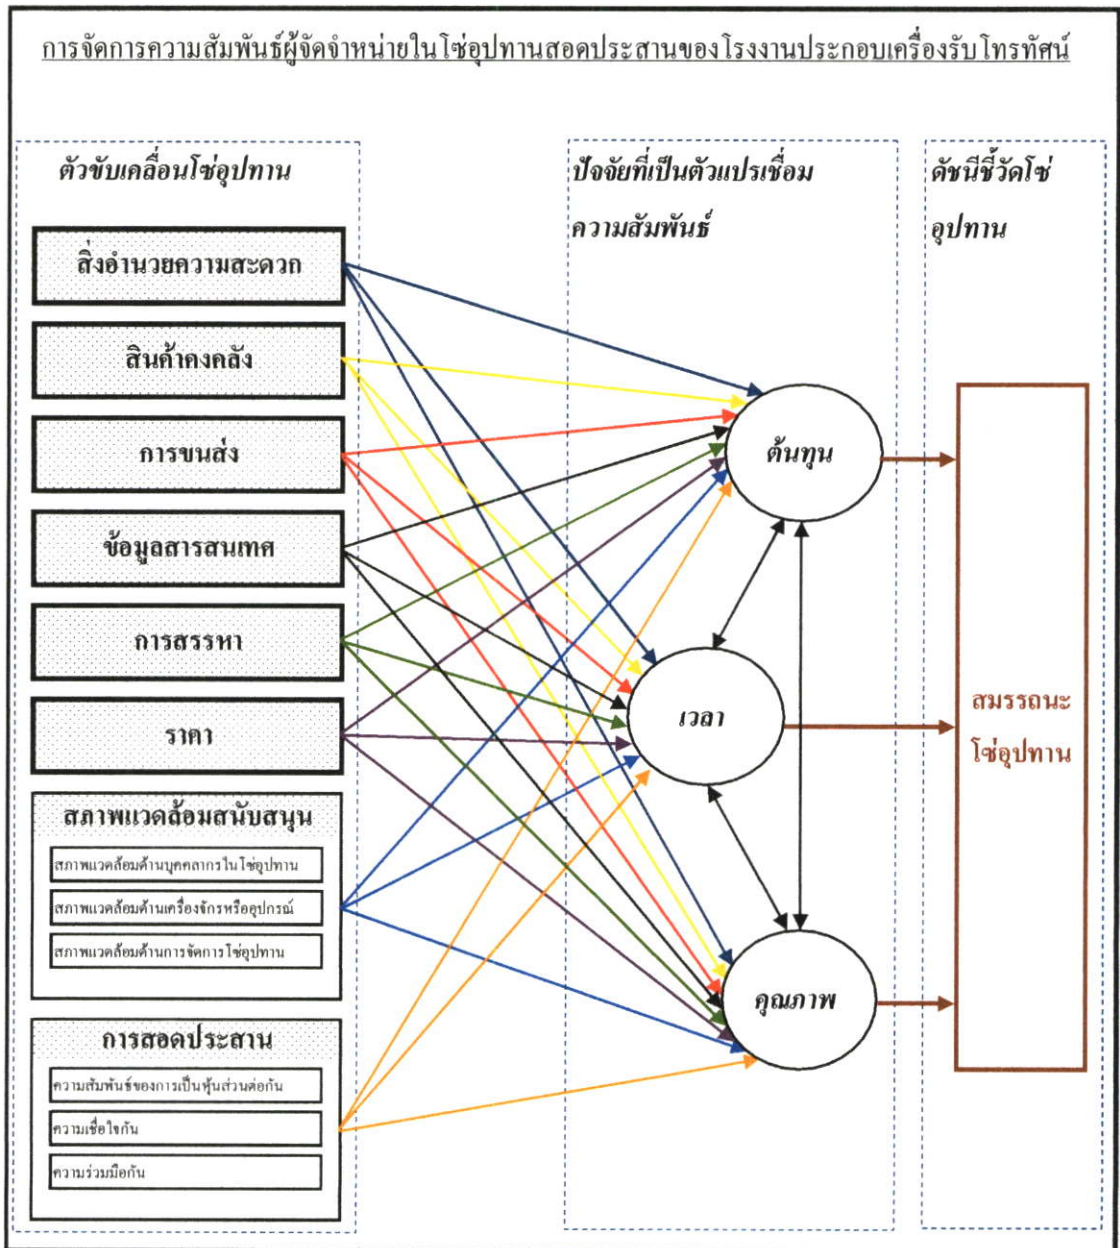 การจัดการความสัมพันธ์ผู้จัดจำหน่ายในโซ่อุปทานสอดประสานของโรงงานประกอบเครื่องรับโทรทัศน์
ตัวขับเคลื่อนโซ่อุปทาน
สิ่งอำนวยความสะดวก
สินค้าคงคลัง
การขนส่ง
ข้อมูลสารสนเทศ
การสรรหา
ราคา
สภาพแวดล้อมสนับสนุน
สภาพแวดล้อมด้านบุคคลากรในโซ่อุปทาน
สภาพแวดล้อมด้านเครื่องจักรหรืออุปกรณ์
สภาพแวดล้อมด้านการจัดการโซ่อุปทาน
การสอดประสาน
ความสัมพันธ์ของการเป็นหุ้นส่วนต่อกัน
ความเชื่อใจกัน
ความร่วมมือกัน
ปัจจัยที่เป็นตัวแปรเชื่อม
ความสัมพันธ์
ต้นทุน
เวลา
คุณภาพ
ดัชนีชี้วัดโซ่
อุปทาน
สมรรถนะ
โซ่อุปทาน